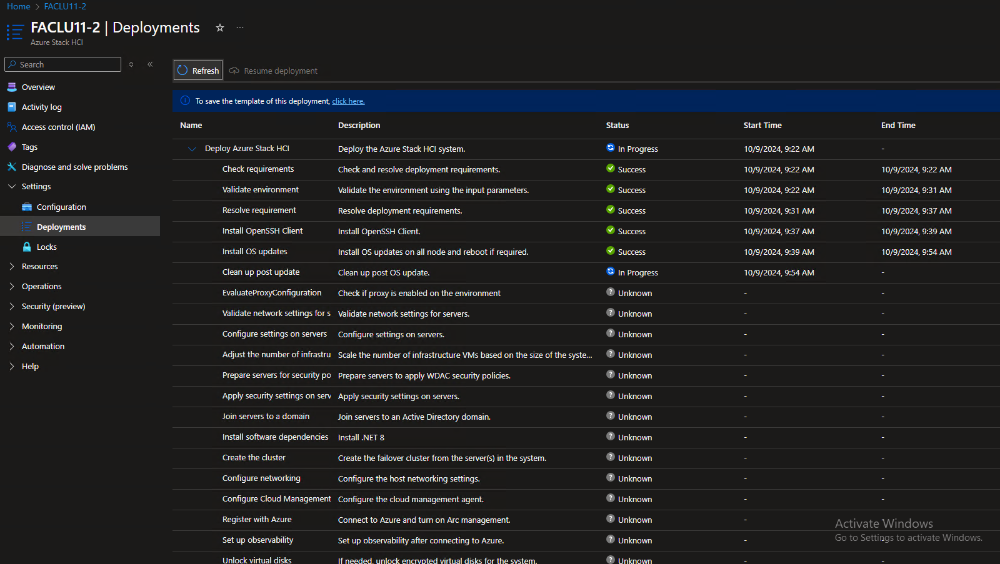 Home > FACLU11-2
FACLU11-2 | Deployments
Azure Stack HCI
Search
Overview
Activity log
Access control (IAM)
Tags
Diagnose and solve problems
Settings
Configuration
Deployments
Locks
Resources
Operations
Security (preview)
Monitoring
Automation
Help
Refresh Resume deployment
To save the template of this deployment, click here.
Name Description Status Start Time End Time
Deploy Azure Stack HCI Deploy the Azure Stack HCI system. In Progress 10/9/2024, 9:22 AM -
Check requirements Check and resolve deployment requirements. Success 10/9/2024, 9:22 AM 10/9/2024, 9:22 AM
Validate environment Validate the environment using the input parameters. Success 10/9/2024, 9:22 AM 10/9/2024, 9:31 AM
Resolve requirement Resolve deployment requirements. Success 10/9/2024, 9:31 AM 10/9/2024, 9:37 AM
Install OpenSSH Client Install OpenSSH Client. Success 10/9/2024, 9:37 AM 10/9/2024, 9:39 AM
Install OS updates Install OS updates on all node and reboot if required. Success 10/9/2024, 9:39 AM 10/9/2024, 9:54 AM
Clean up post update Clean up post OS update. In Progress 10/9/2024, 9:54 AM -
EvaluateProxyConfiguration Check if proxy is enabled on the environment Unknown - -
Validate network settings for s Validate network settings for servers. Unknown - -
Configure settings on servers Configure settings on servers. Unknown - -
Adjust the number of infrastru Scale the number of infrastructure VMs based on the size of the syste... Unknown - -
Prepare servers for security po Prepare servers to apply WDAC security policies. Unknown - -
Apply security settings on serv Apply security settings on servers. Unknown - -
Join servers to a domain Join servers to an Active Directory domain. Unknown - -
Install software dependencies Install .NET 8 Unknown - -
Create the cluster Create the failover cluster from the server(s) in the system. Unknown - -
Configure networking Configure the host networking settings. Unknown - -
Configure Cloud Management Configure the cloud management agent. Unknown - -
Register with Azure Connect to Azure and turn on Arc management. Unknown - -
Set up observability Set up observability after connecting to Azure. Unknown - -
Unlock virtual disks If needed, unlock encrypted virtual disks for the system. Unknown - -
Activate Windows
Go to Settings to activate Windows.